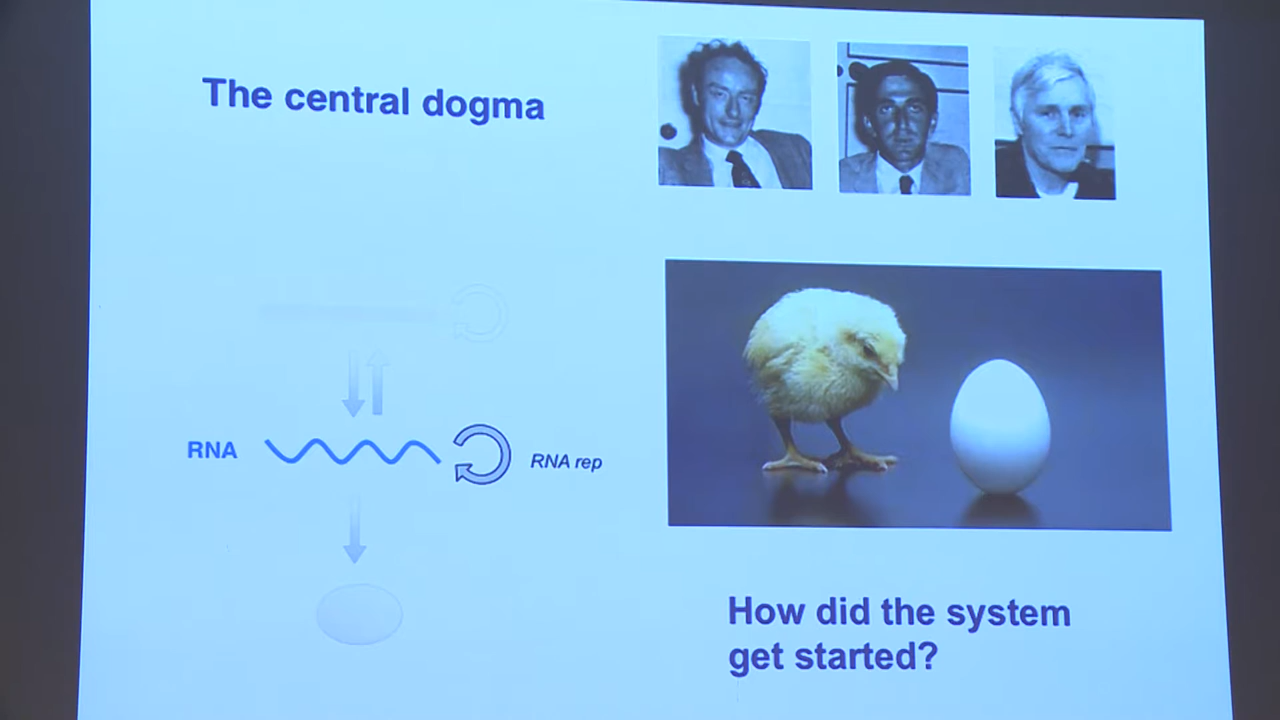 The central dogma
RNA
RNA rep
How did the system
get started?